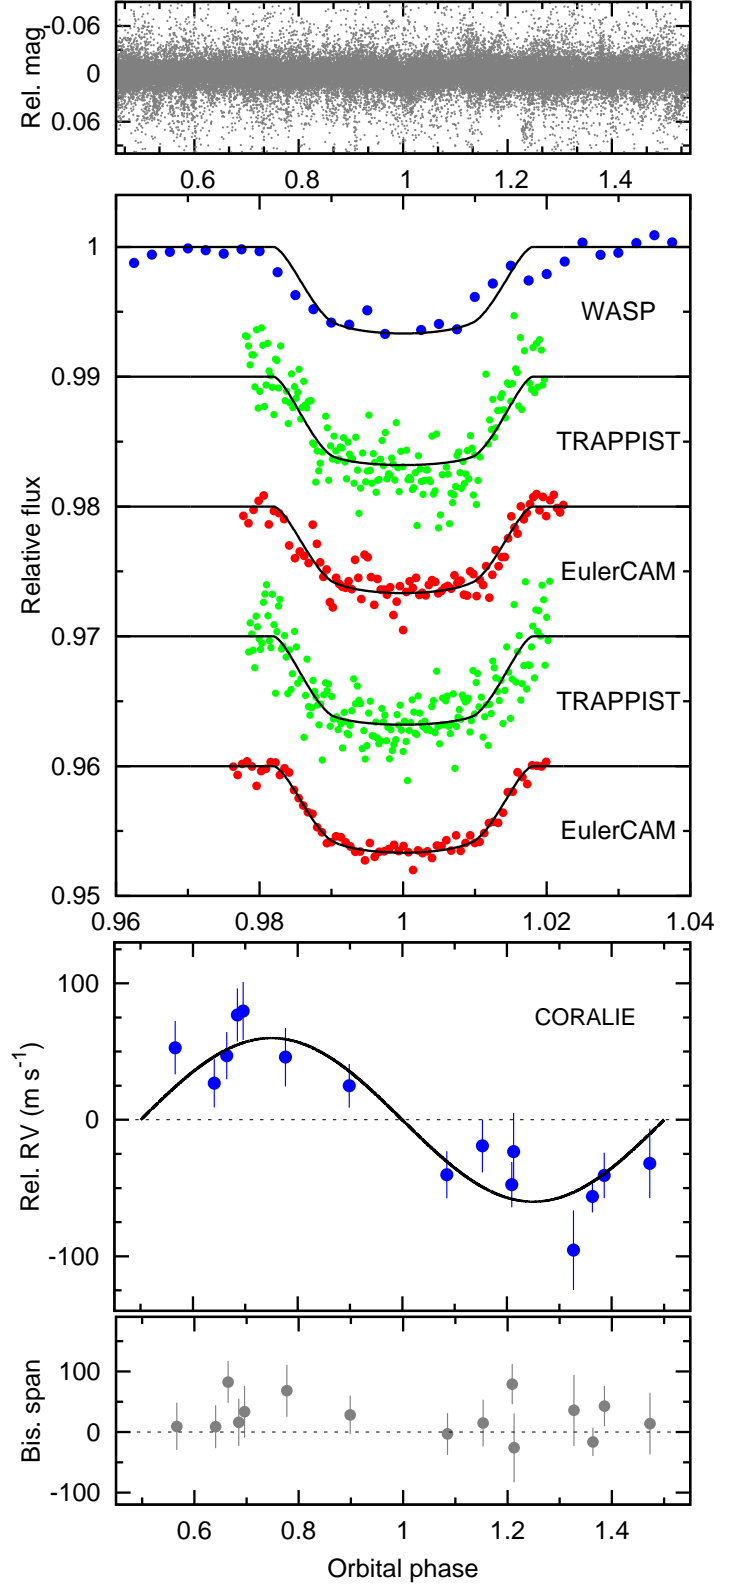 -0.06
0
0.06
Rel. mag
0.6 0.8 1 1.2 1.4
1
0.99
0.98
0.97
0.96
0.95
Relative flux
WASP
TRAPPIST
EulerCAM
TRAPPIST
EulerCAM
0.96 0.98 1 1.02 1.04
100
0
-100
Rel. RV (m s⁻¹)
CORALIE
100
0
-100
Bis. span
0.6 0.8 1 1.2 1.4
Orbital phase